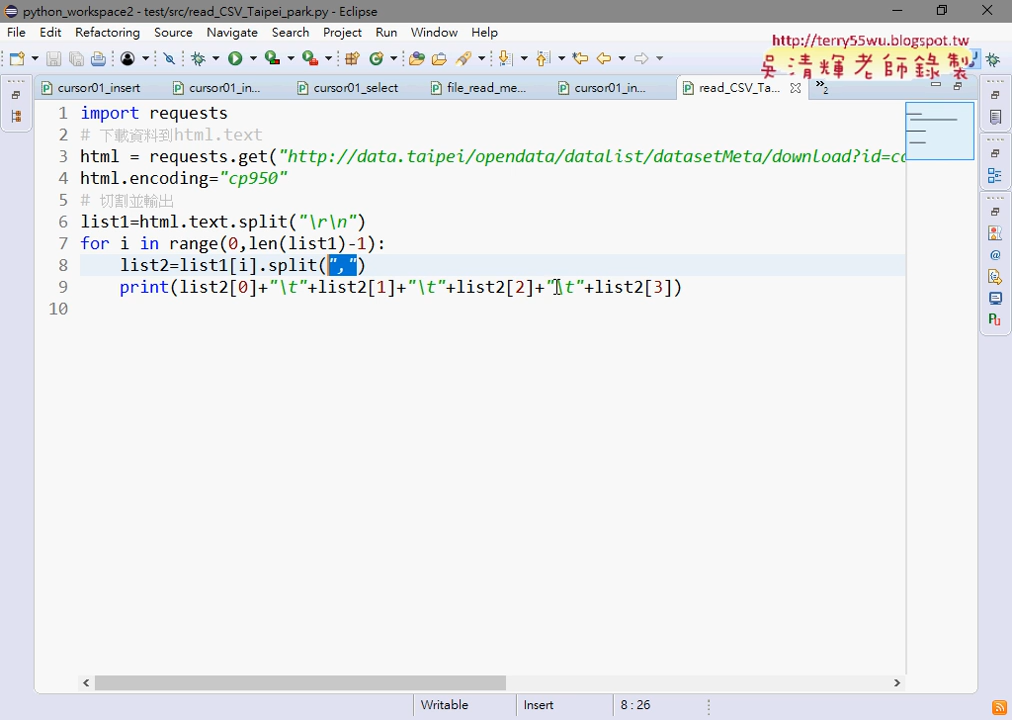 python_workspace2 - test/src/read_CSV_Taipei_park.py - Eclipse
File Edit Refactoring Source Navigate Search Project Run Window Help
http://terry55wu.blogspot.tw
吳清輝老師錄製
cursor01_insert cursor01_in... cursor01_select file_read_me... cursor01_in... read_CSV_Ta... »2
1 import requests
2 # 下載資料到html.text
3 html = requests.get("http://data.taipei/opendata/datalist/datasetMeta/download?id=cc
4 html.encoding="cp950"
5 # 切割並輸出
6 list1=html.text.split("\r\n")
7 for i in range(0,len(list1)-1):
8 list2=list1[i].split(",")
9 print(list2[0]+"\t"+list2[1]+"\t"+list2[2]+"\t"+list2[3])
10
Writable Insert 8 : 26